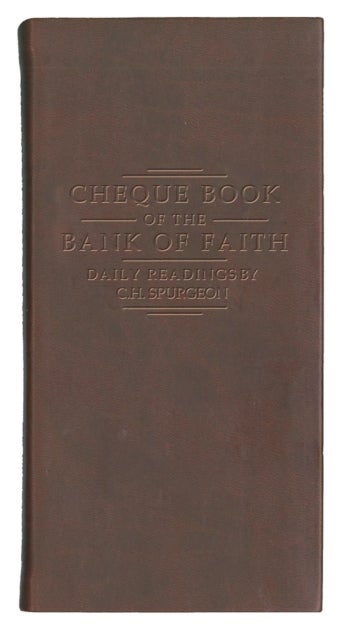 CHEQUE BOOK
OF THE
BANK OF FAITH
DAILY READINGS BY
C.H. SPURGEON